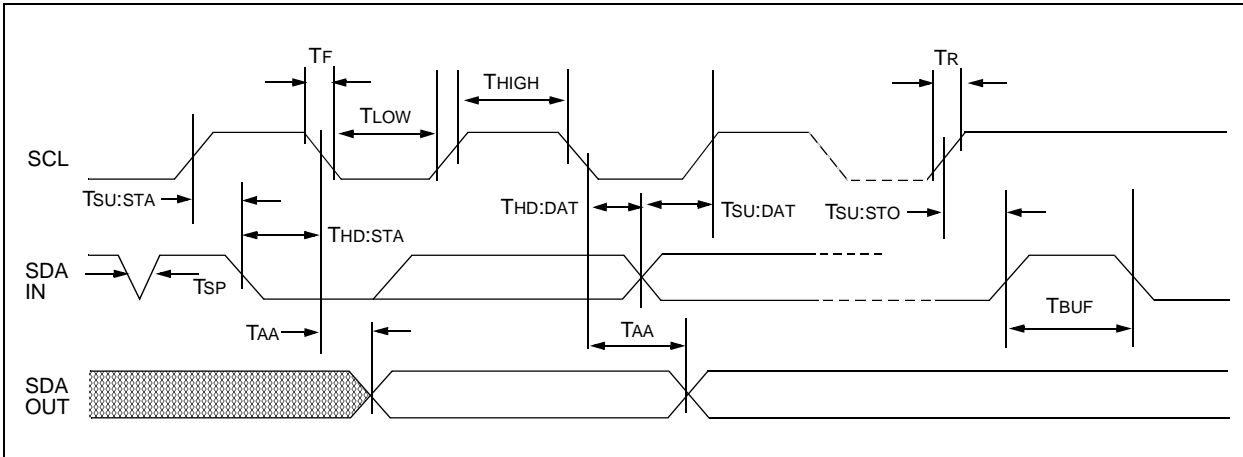 TF
THIGH
TR
TLOW
SCL
TSU:STA
THD:DAT
TSU:DAT
TSU:STO
THD:STA
SDA
IN
TSP
TBUF
TAA
TAA
SDA
OUT